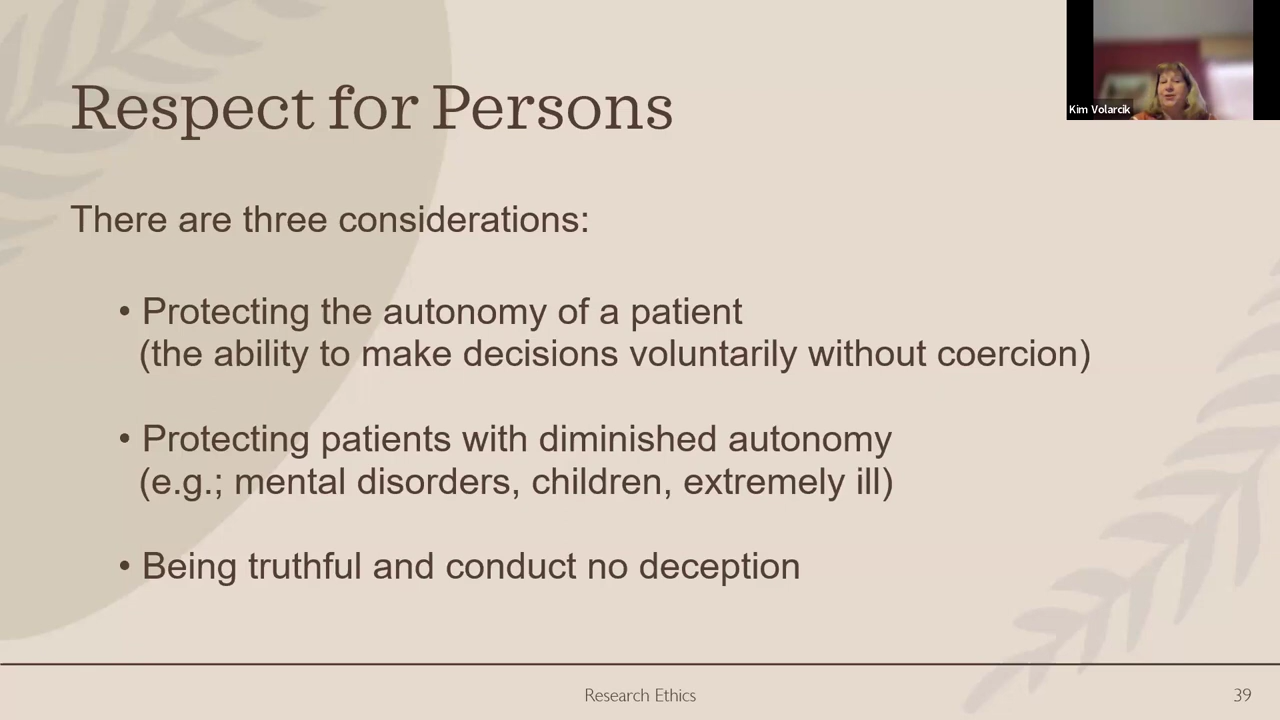 Respect for Persons
Kim Volarcik
There are three considerations:
• Protecting the autonomy of a patient
(the ability to make decisions voluntarily without coercion)
• Protecting patients with diminished autonomy
(e.g.; mental disorders, children, extremely ill)
• Being truthful and conduct no deception
Research Ethics
39